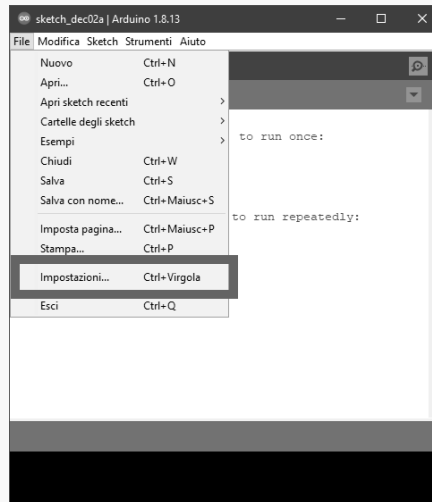 sketch_dec02a | Arduino 1.8.13
File Modifica Sketch Strumenti Aiuto
Nuovo Ctrl+N
Apri... Ctrl+O
Apri sketch recenti
Cartelle degli sketch
Esempi
to run once:
Chiudi Ctrl+W
Salva Ctrl+S
Salva con nome... Ctrl+Maiusc+S
to run repeatedly:
Imposta pagina... Ctrl+Maiusc+P
Stampa... Ctrl+P
Impostazioni... Ctrl+Virgola
Esci Ctrl+Q